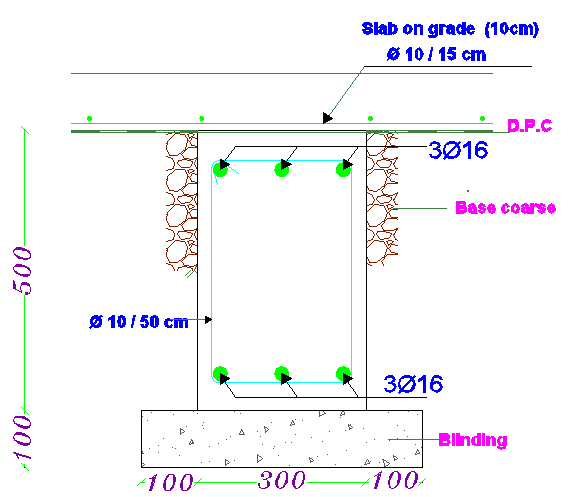 Slab on grade (10cm)
Ø 10 / 15 cm
D.P.C
3Ø16
Base coarse
500
Ø 10 / 50 cm
3Ø16
100
Blinding
100
300
100